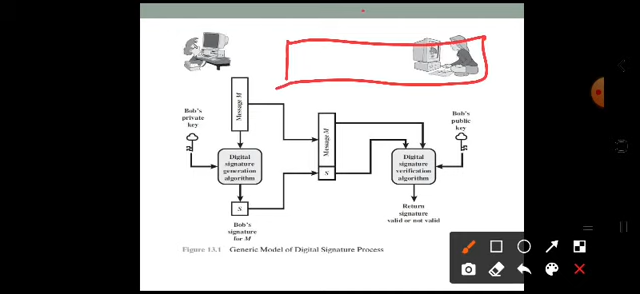 Bob's
private
key
Message M
Digital
signature
generation
algorithm
S
Bob's
signature
for M
Message M
S
Bob's
public
key
Digital
signature
verification
algorithm
Return
signature
valid or not valid
Figure 13.1 Generic Model of Digital Signature Process